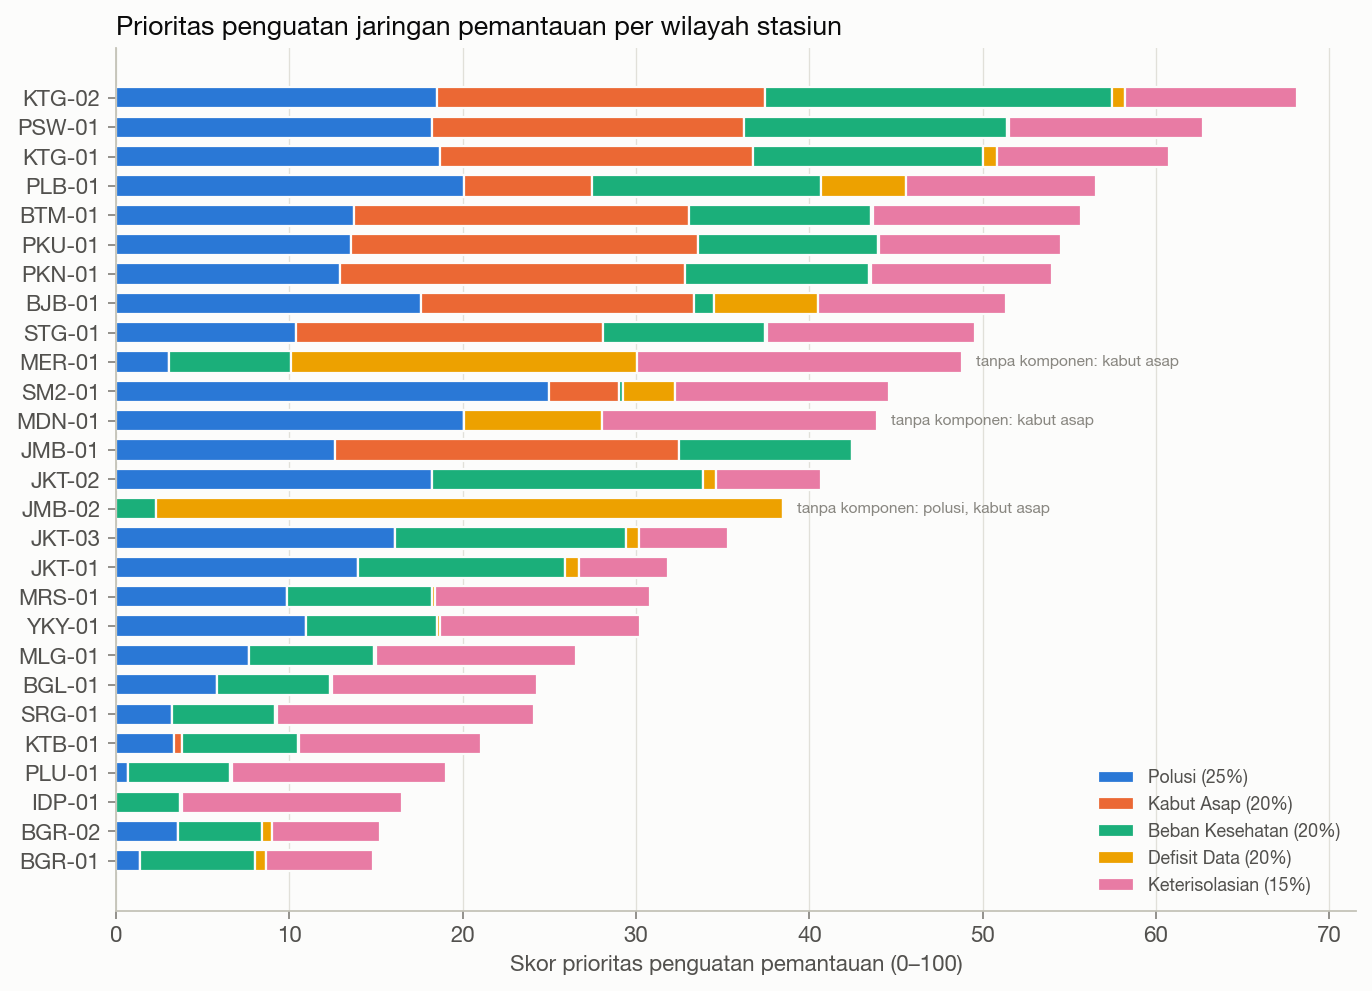 Prioritas penguatan jaringan pemantauan per wilayah stasiun
KTG-02
PSW-01
KTG-01
PLB-01
BTM-01
PKU-01
PKN-01
BJB-01
STG-01
MER-01 tanpa komponen: kabut asap
SM2-01
MDN-01 tanpa komponen: kabut asap
JMB-01
JKT-02
JMB-02 tanpa komponen: polusi, kabut asap
JKT-03
JKT-01
MRS-01
YKY-01
MLG-01
BGL-01
SRG-01
KTB-01
PLU-01
IDP-01
BGR-02
BGR-01
Polusi (25%)
Kabut Asap (20%)
Beban Kesehatan (20%)
Defisit Data (20%)
Keterisolasian (15%)
0 10 20 30 40 50 60 70
Skor prioritas penguatan pemantauan (0–100)